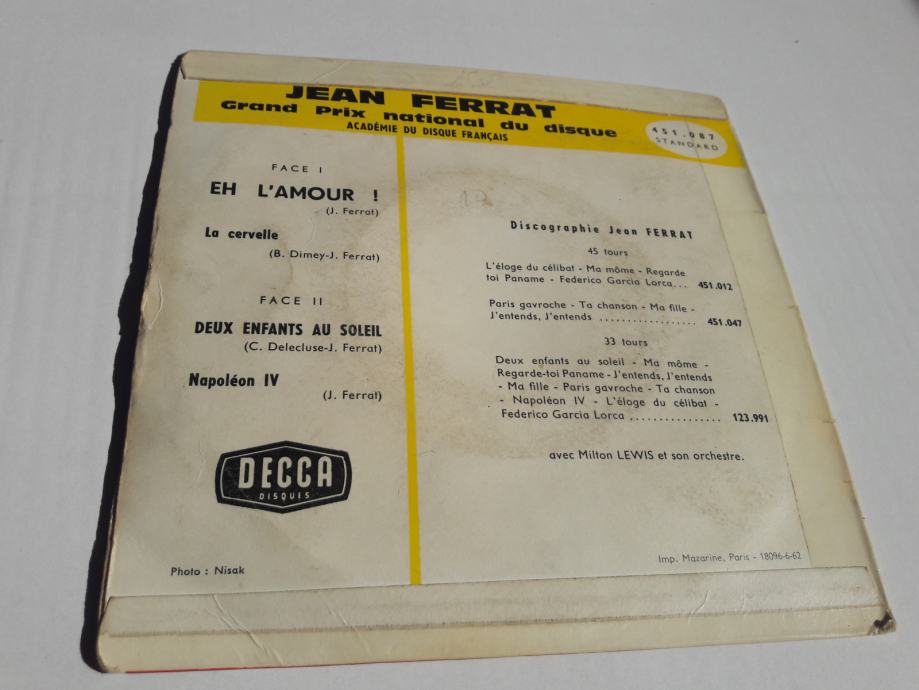 JEAN FERRAT
Grand Prix national du disque
ACADÉMIE DU DISQUE FRANÇAIS
451.087
STANDARD
FACE I
EH L'AMOUR !
(J. Ferrat)
La cervelle
(B. Dimey-J. Ferrat)
FACE II
DEUX ENFANTS AU SOLEIL
(C. Delecluse-J. Ferrat)
Napoléon IV
(J. Ferrat)
DECCA
DISQUES
Photo : Nisak
19
Discographie Jean FERRAT
45 tours
L'éloge du célibat - Ma môme - Regarde
toi Paname - Federico Garcia Lorca... 451.012
Paris gavroche - Ta chanson - Ma fille -
J'entends, J'entends ................. 451.047
33 tours
Deux enfants au soleil - Ma môme -
Regarde-toi Paname - J'entends, J'entends
- Ma fille - Paris gavroche - Ta chanson
- Napoléon IV - L'éloge du célibat -
Federico Garcia Lorca ................ 123.991
avec Milton LEWIS et son orchestre.
Imp. Mazarine, Paris - 18096-6-62